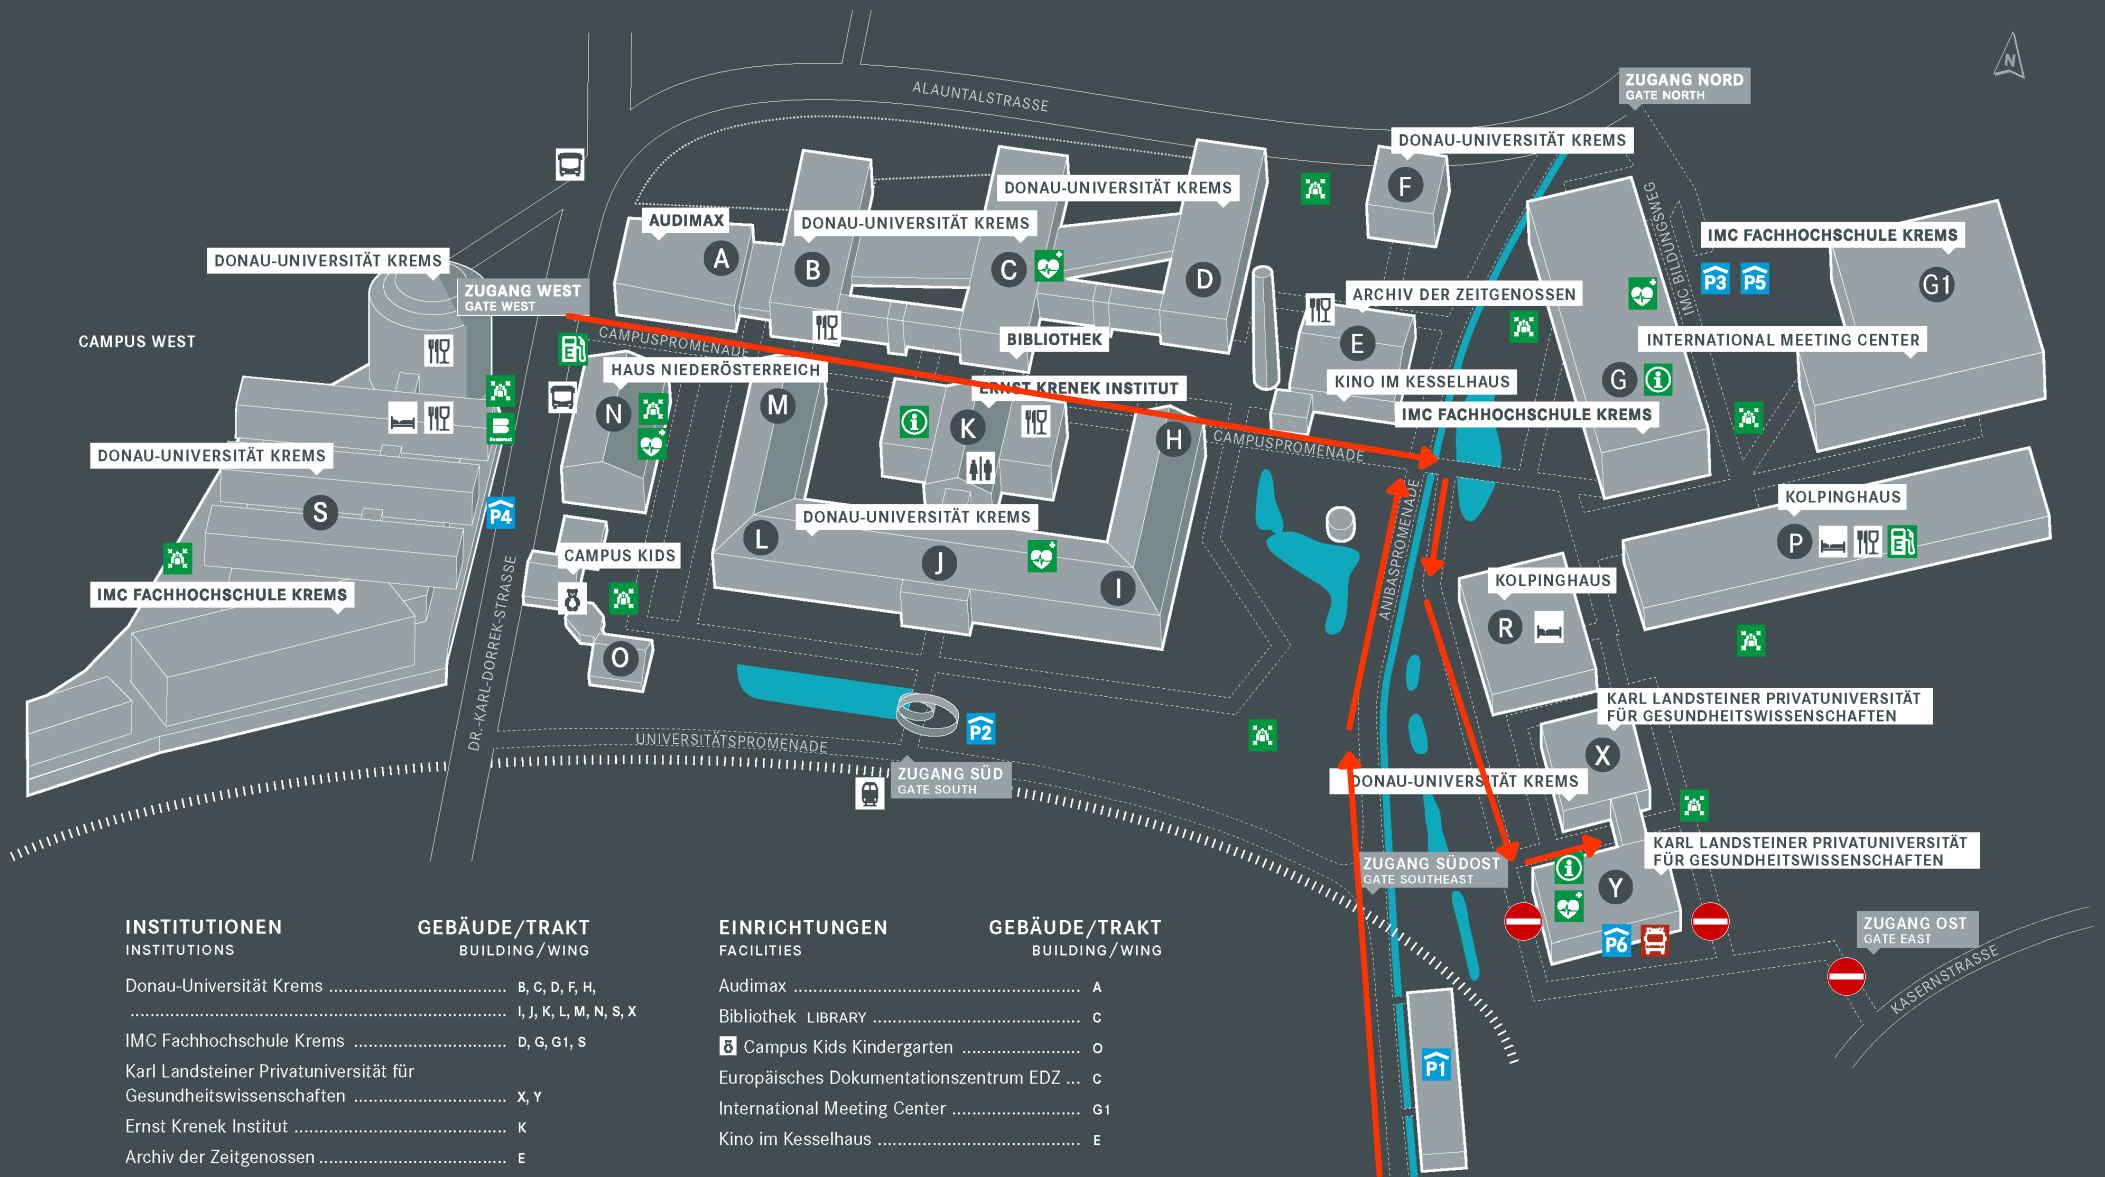 N
ZUGANG NORD
GATE NORTH
ALAUNTALSTRASSE
DONAU-UNIVERSITÄT KREMS
F
DONAU-UNIVERSITÄT KREMS
AUDIMAX
DONAU-UNIVERSITÄT KREMS
IMC BILDUNGSWEG
IMC FACHHOCHSCHULE KREMS
DONAU-UNIVERSITÄT KREMS
A
B
C
D
P3
P5
G1
ZUGANG WEST
GATE WEST
ARCHIV DER ZEITGENOSSEN
CAMPUS WEST
CAMPUSPROMENADE
BIBLIOTHEK
E
INTERNATIONAL MEETING CENTER
HAUS NIEDERÖSTERREICH
ERNST KRENEK INSTITUT
KINO IM KESSELHAUS
G
IMC FACHHOCHSCHULE KREMS
N
M
K
H
CAMPUSPROMENADE
Bankomat
DONAU-UNIVERSITÄT KREMS
S
P4
KOLPINGHAUS
DONAU-UNIVERSITÄT KREMS
P
L
J
I
ANIBASPROMENADE
CAMPUS KIDS
KOLPINGHAUS
R
IMC FACHHOCHSCHULE KREMS
DR.-KARL-DORREK-STRASSE
O
KARL LANDSTEINER PRIVATUNIVERSITÄT
FÜR GESUNDHEITSWISSENSCHAFTEN
P2
UNIVERSITÄTSPROMENADE
X
ZUGANG SÜD
GATE SOUTH
DONAU-UNIVERSITÄT KREMS
KARL LANDSTEINER PRIVATUNIVERSITÄT
FÜR GESUNDHEITSWISSENSCHAFTEN
ZUGANG SÜDOST
GATE SOUTHEAST
Y
P6
ZUGANG OST
GATE EAST
KASERNSTRASSE
P1
INSTITUTIONEN GEBÄUDE/TRAKT
INSTITUTIONS BUILDING/WING
Donau-Universität Krems .................................... B, C, D, F, H,
............................................................................ I, J, K, L, M, N, S, X
IMC Fachhochschule Krems ............................... D, G, G1, S
Karl Landsteiner Privatuniversität für
Gesundheitswissenschaften ............................... X, Y
Ernst Krenek Institut ........................................... K
Archiv der Zeitgenossen ...................................... E
EINRICHTUNGEN GEBÄUDE/TRAKT
FACILITIES BUILDING/WING
Audimax .......................................................... A
Bibliothek LIBRARY .......................................... C
Campus Kids Kindergarten ........................ O
Europäisches Dokumentationszentrum EDZ ... C
International Meeting Center .......................... G1
Kino im Kesselhaus ......................................... E